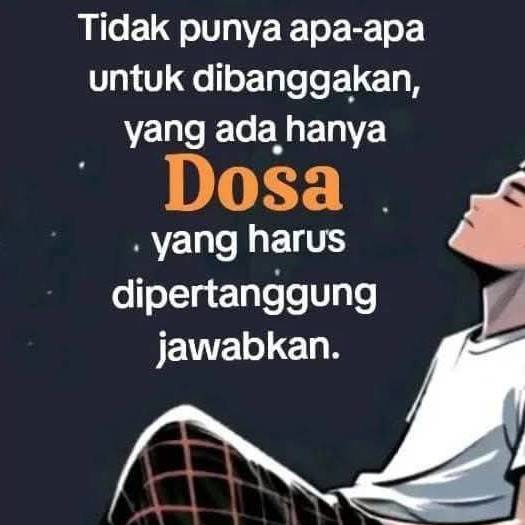 Tidak punya apa-apa
untuk dibanggakan,
yang ada hanya
Dosa
yang harus
dipertanggung
jawabkan.